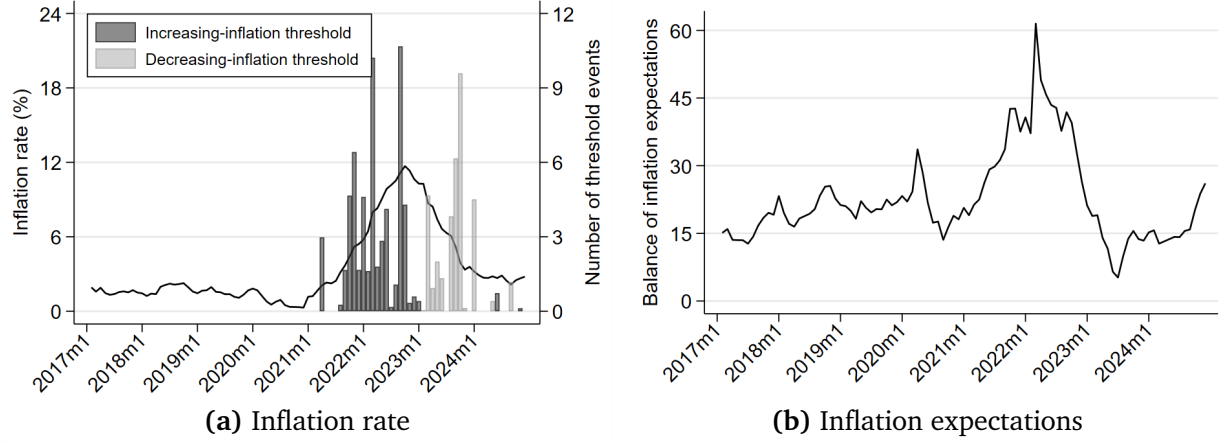 24
18
12
6
0
Inflation rate (%)
Increasing-inflation threshold
Decreasing-inflation threshold
12
9
6
3
0
Number of threshold events
2017m1
2018m1
2019m1
2020m1
2021m1
2022m1
2023m1
2024m1
(a) Inflation rate
60
45
30
15
0
Balance of inflation expectations
2017m1
2018m1
2019m1
2020m1
2021m1
2022m1
2023m1
2024m1
(b) Inflation expectations